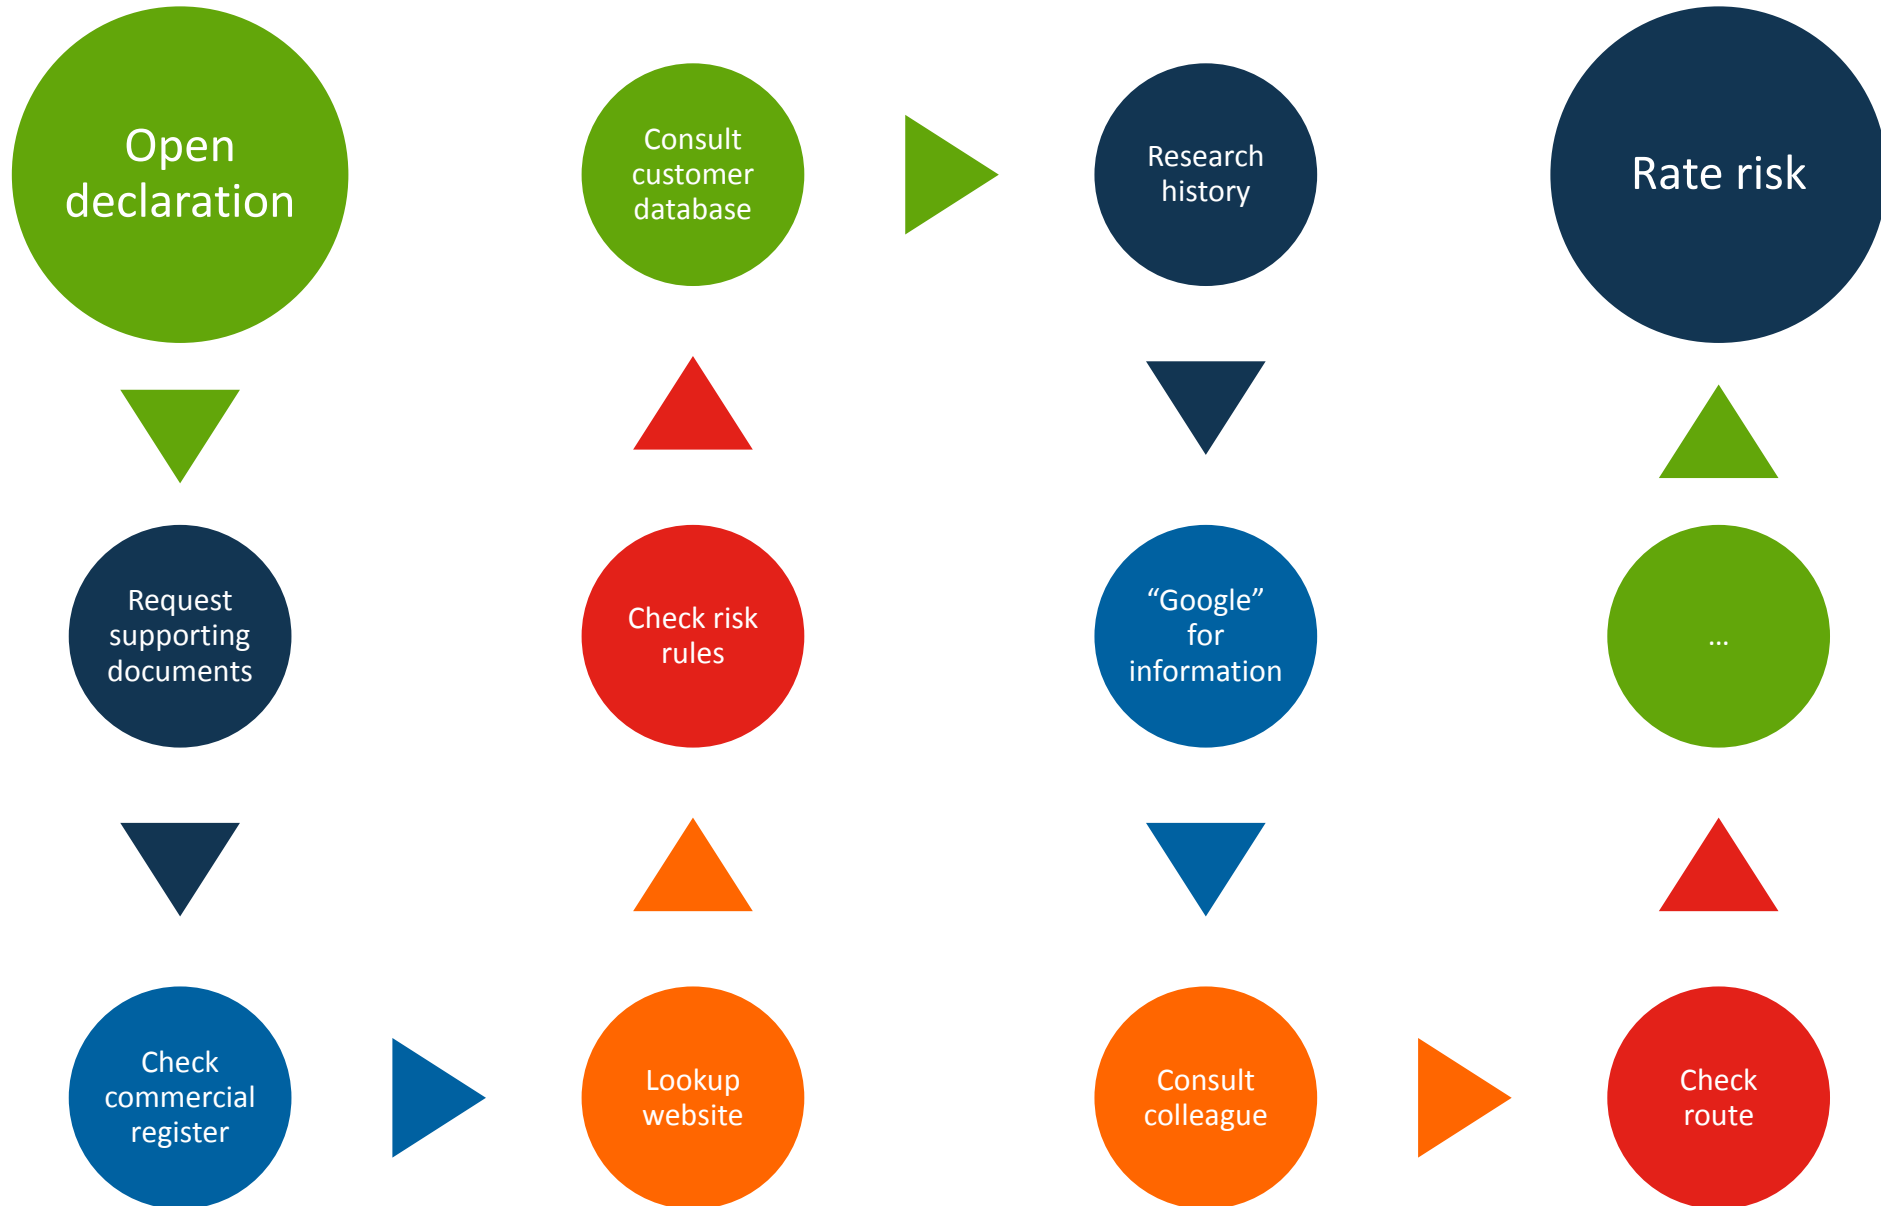 Open
declaration
Request
supporting
documents
Check
commercial
register
Lookup
website
Check risk
rules
Consult
customer
database
Research
history
“Google”
for
information
Consult
colleague
Check
route
...
Rate risk